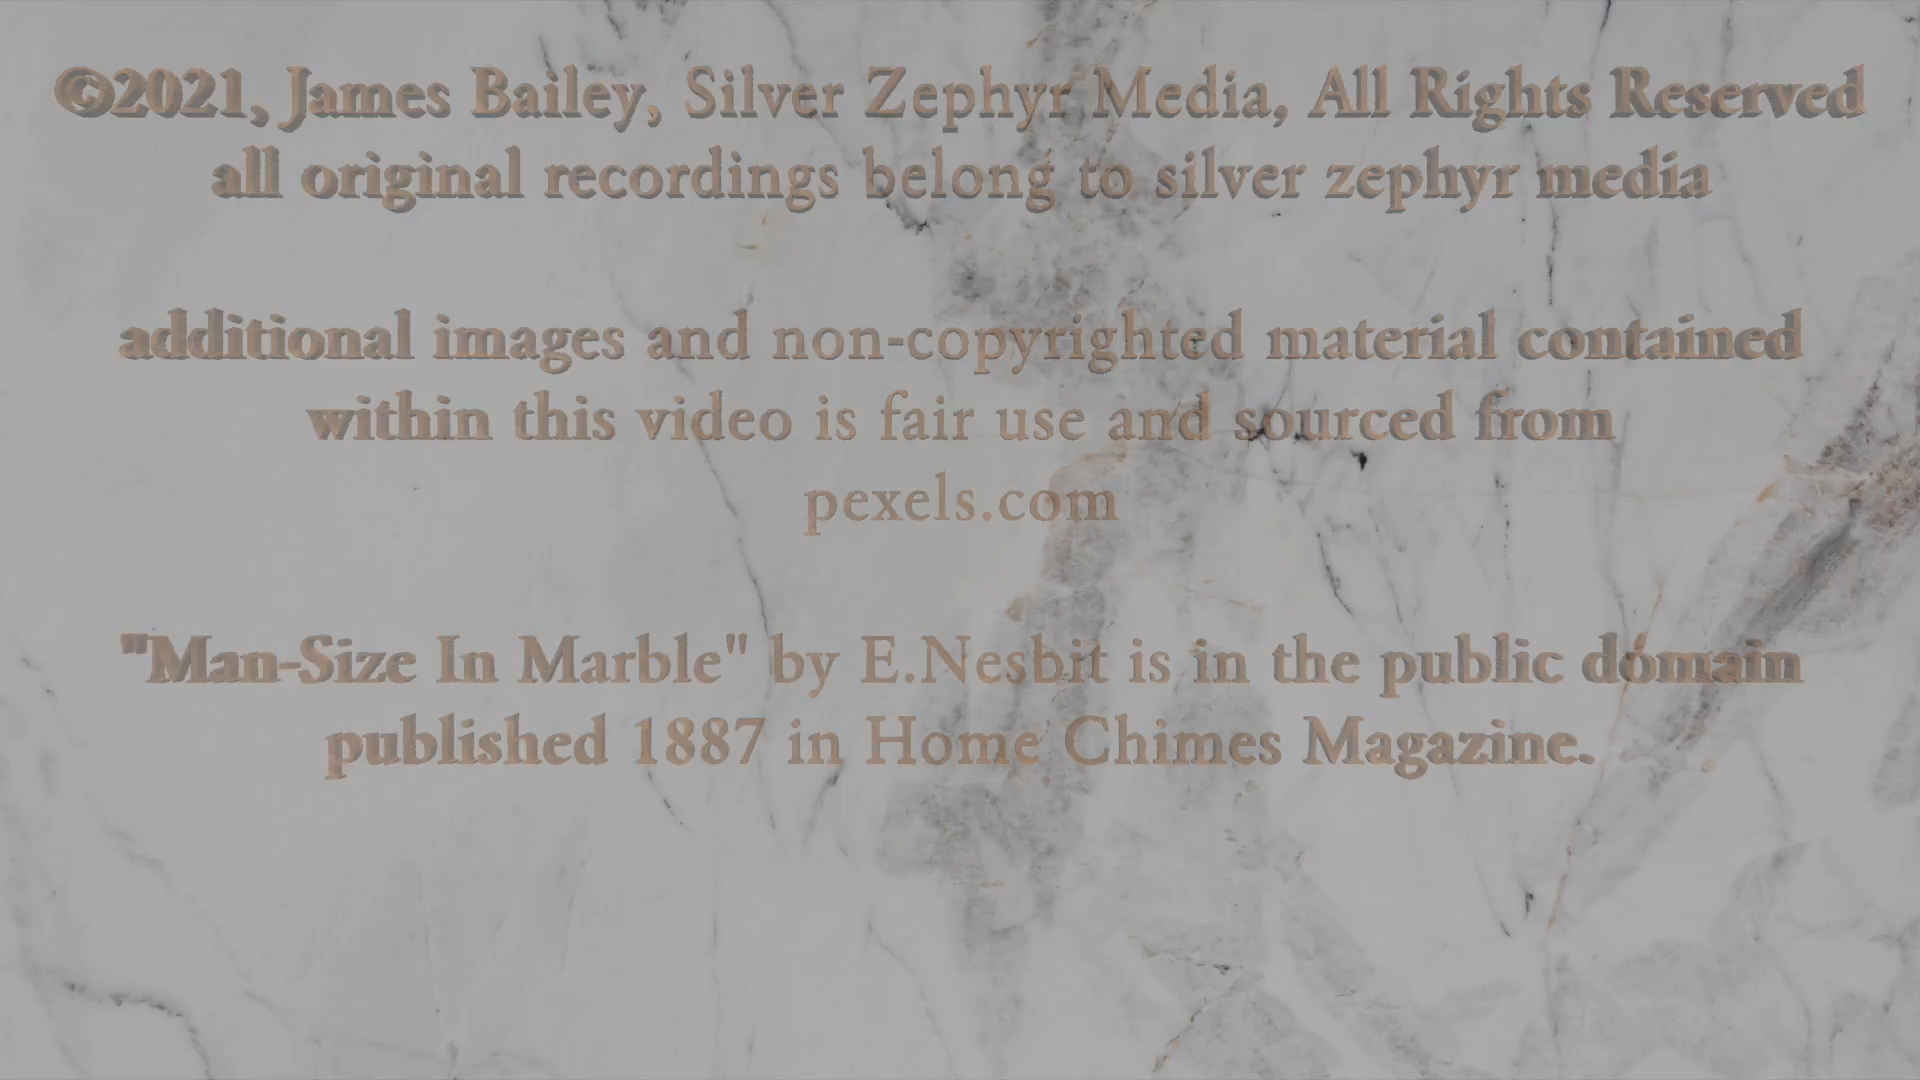 ©2021, James Bailey, Silver Zephyr Media, All Rights Reserved
all original recordings belong to silver zephyr media
additional images and non-copyrighted material contained
within this video is fair use and sourced from
pexels.com
"Man-Size In Marble" by E.Nesbit is in the public domain
published 1887 in Home Chimes Magazine.